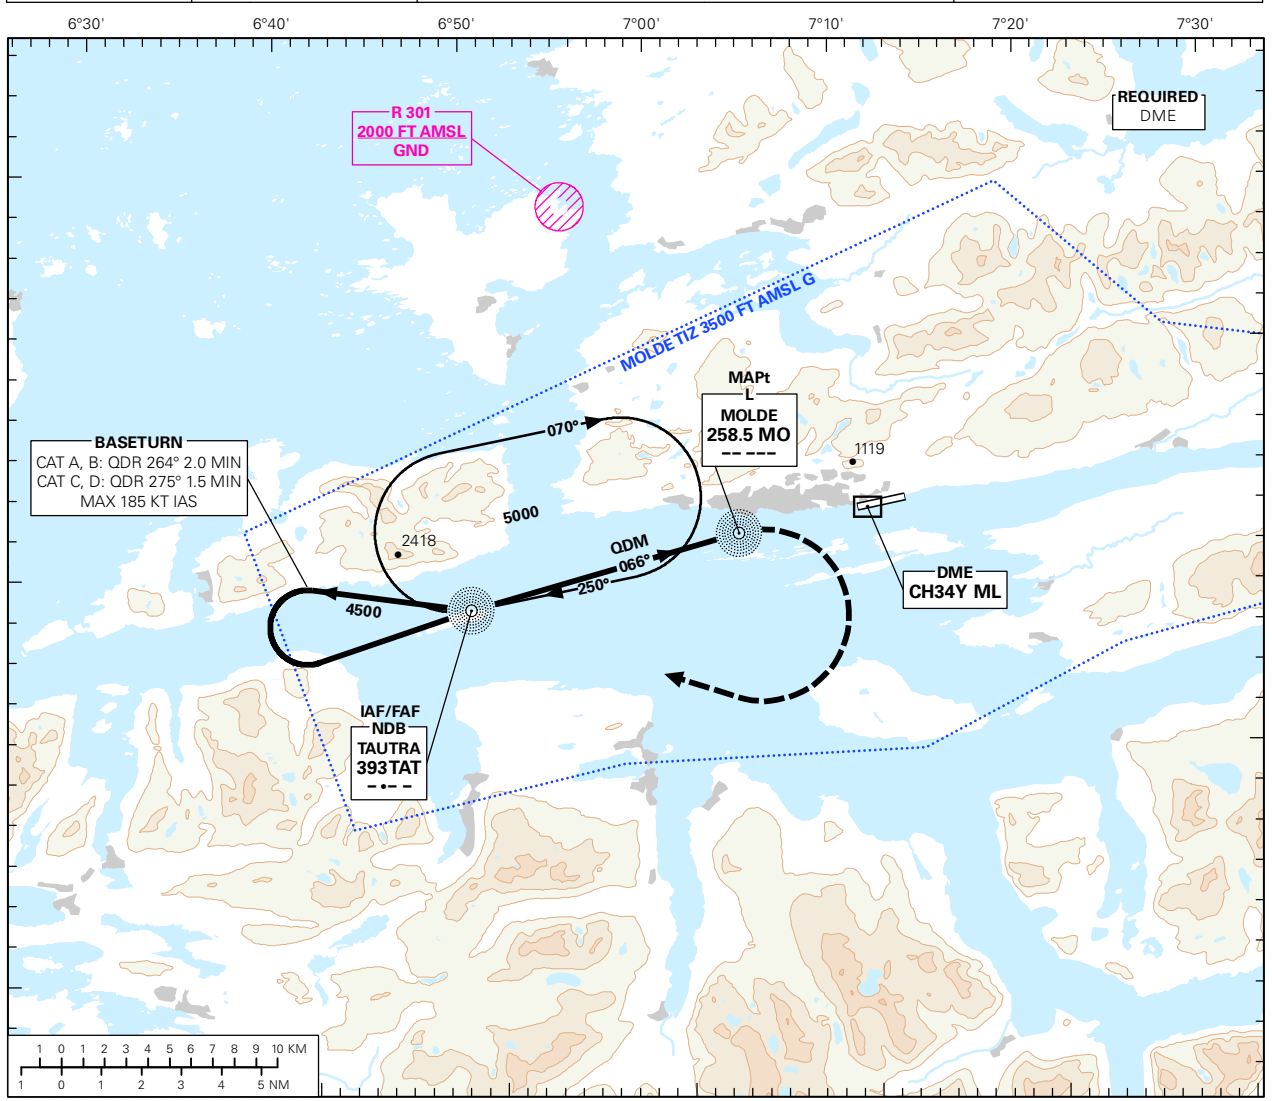 6°30' 6°40' 6°50' 7°00' 7°10' 7°20' 7°30'
R 301
2000 FT AMSL
GND
REQUIRED
DME
MOLDE TIZ 3500 FT AMSL G
MAPt
L
MOLDE
258.5 MO
070°
BASETURN
CAT A, B: QDR 264° 2.0 MIN
CAT C, D: QDR 275° 1.5 MIN
MAX 185 KT IAS
1119
5000
2418
QDM
066°
250°
DME
CH34Y ML
4500
IAF/FAF
NDB
TAUTRA
393TAT
1 0 1 2 3 4 5 6 7 8 9 10 KM
1 0 1 2 3 4 5 NM